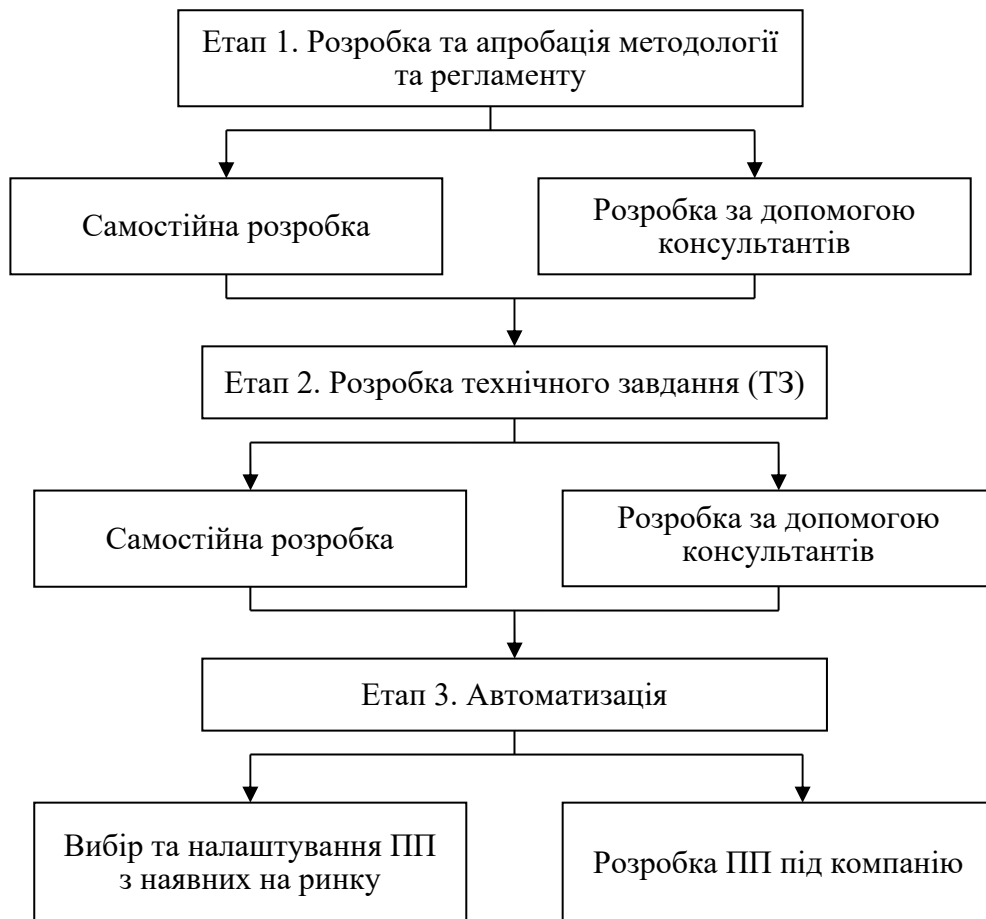 Етап 1. Розробка та апробація методології
та регламенту
Самостійна розробка
Розробка за допомогою
консультантів
Етап 2. Розробка технічного завдання (ТЗ)
Самостійна розробка
Розробка за допомогою
консультантів
Етап 3. Автоматизація
Вибір та налаштування ПП
з наявних на ринку
Розробка ПП під компанію